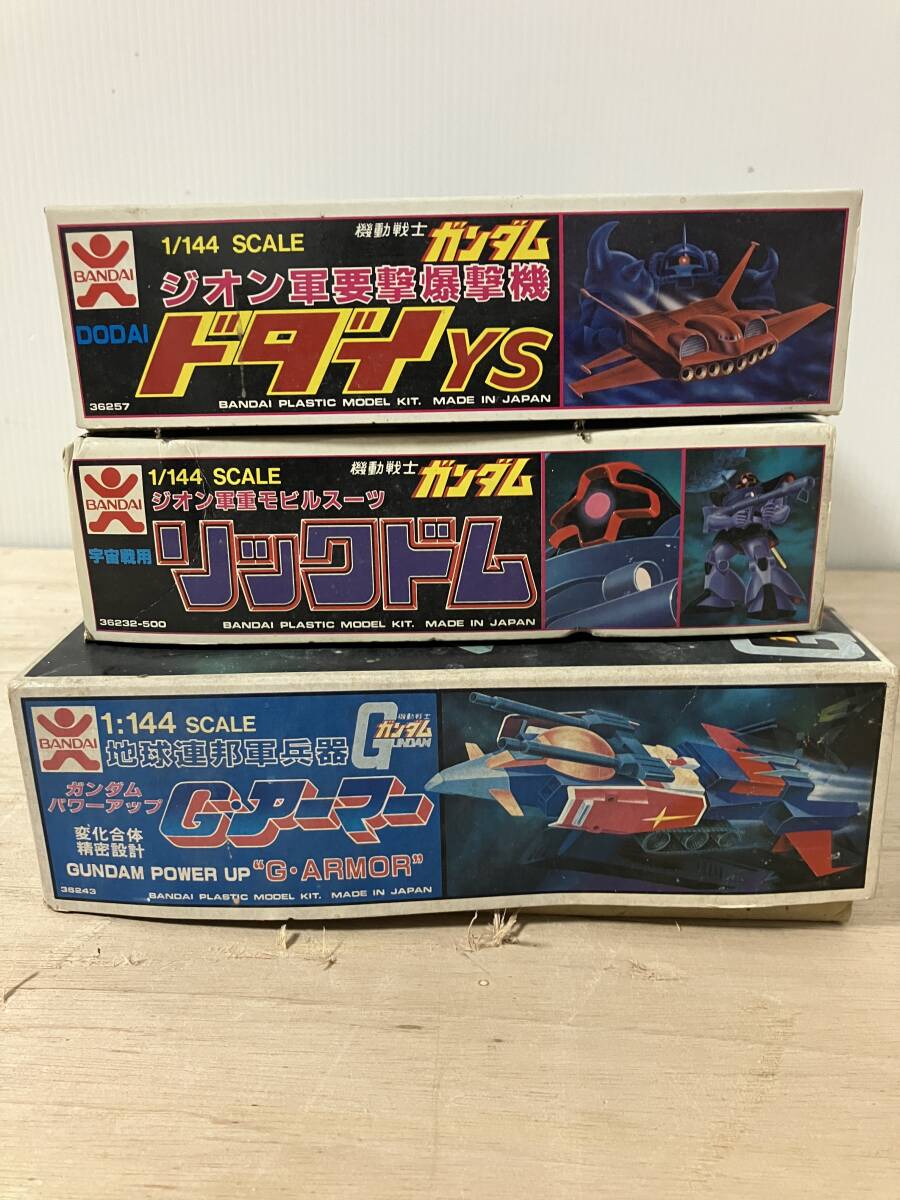 BANDAI
1/144 SCALE
機動戦士 ガンダム
ジオン軍要撃爆撃機
DODAI
ドダイYS
36257
BANDAI PLASTIC MODEL KIT. MADE IN JAPAN
BANDAI
1/144 SCALE
機動戦士 ガンダム
ジオン軍重モビルスーツ
宇宙戦用
リックドム
36232-500
BANDAI PLASTIC MODEL KIT. MADE IN JAPAN
G
BANDAI
1:144 SCALE
機動戦士
ガンダム
GUNDAM
地球連邦軍兵器
ガンダム
パワーアップ
G・アーマー
変化合体
精密設計
GUNDAM POWER UP "G・ARMOR"
36243
BANDAI PLASTIC MODEL KIT. MADE IN JAPAN